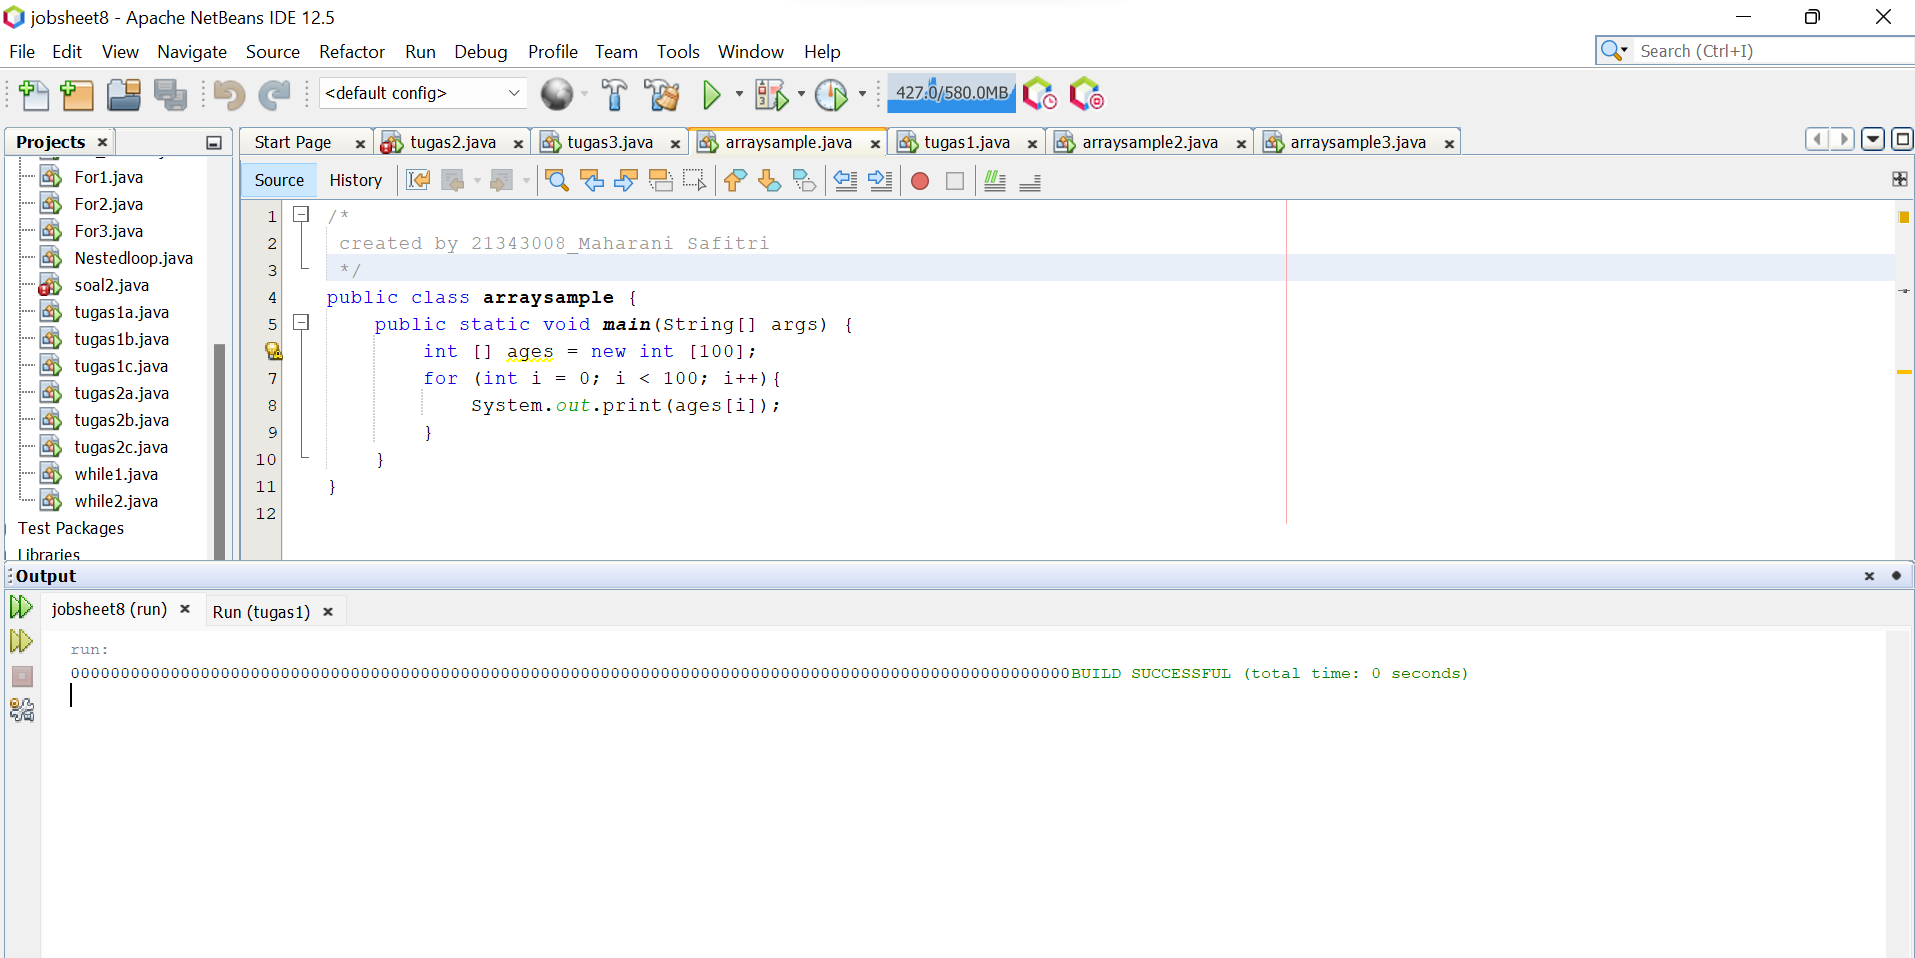 jobsheet8 - Apache NetBeans IDE 12.5
File Edit View Navigate Source Refactor Run Debug Profile Team Tools Window Help
Search (Ctrl+I)
<default config>
427.0/580.0MB
Projects
Start Page
tugas2.java
tugas3.java
arraysample.java
tugas1.java
arraysample2.java
arraysample3.java
For1.java
For2.java
For3.java
Nestedloop.java
soal2.java
tugas1a.java
tugas1b.java
tugas1c.java
tugas2a.java
tugas2b.java
tugas2c.java
while1.java
while2.java
Test Packages
Libraries
Source History
1 /*
2 created by 21343008_Maharani Safitri
3 */
4 public class arraysample {
5 public static void main(String[] args) {
int [] ages = new int [100];
7 for (int i = 0; i < 100; i++){
8 System.out.print(ages[i]);
9 }
10 }
11 }
12
Output
jobsheet8 (run) Run (tugas1)
run:
0000000000000000000000000000000000000000000000000000000000000000000000000000000000000000000000000000BUILD SUCCESSFUL (total time: 0 seconds)